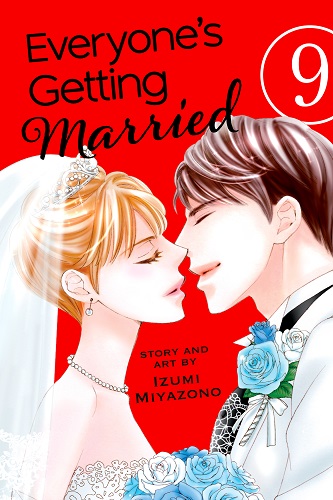 Everyone's
Getting
Married
9
STORY AND
ART BY
IZUMI
MIYAZONO